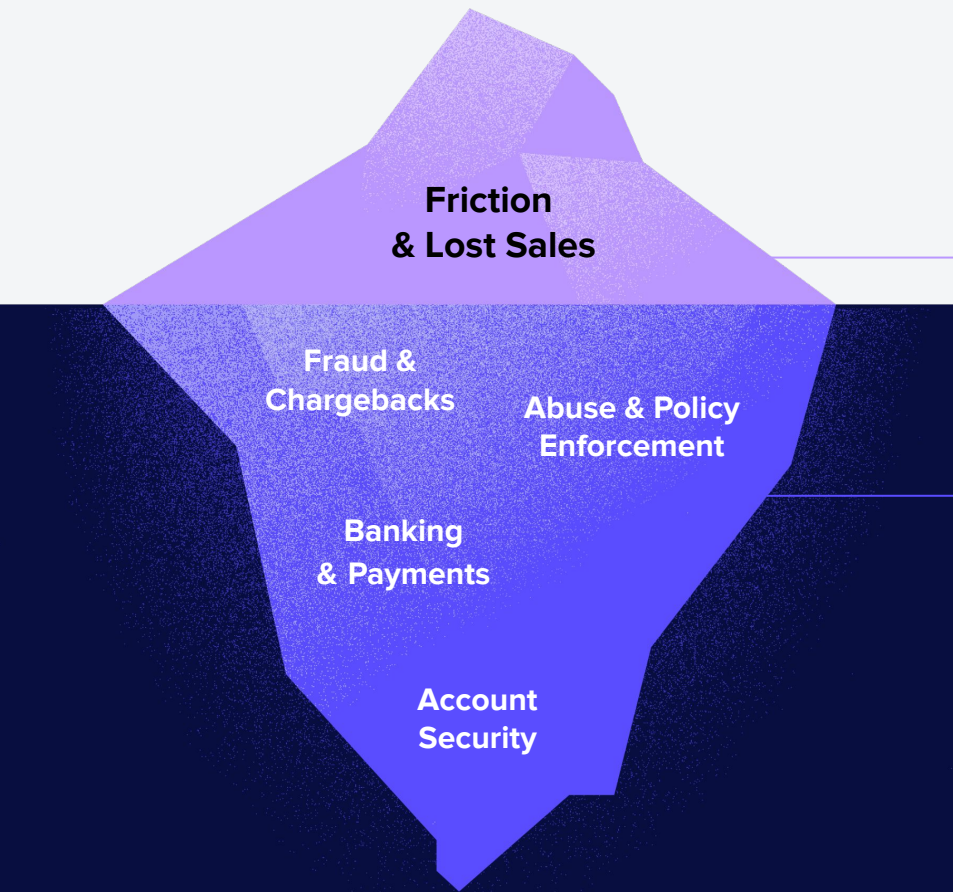 Friction
& Lost Sales
Fraud &
Chargebacks
Abuse & Policy
Enforcement
Banking
& Payments
Account
Security